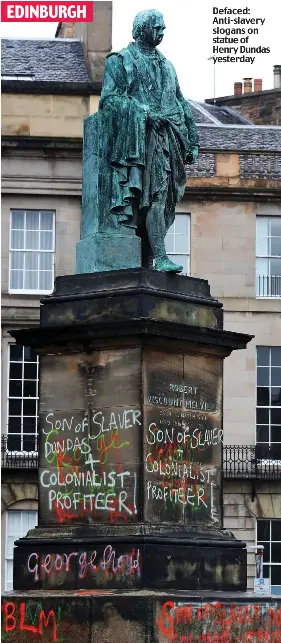 EDINBURGH
Defaced:
Anti-slavery
slogans on
statue of
Henry Dundas
yesterday
ROBERT
VISCOUNT MELVILLE
SON OF SLAVER
DUNDAS
+
COLONIALIST
PROFITEER
SON OF SLAVER
&
COLONIALIST
PROFITEER!
GEORGE FLOYD
BLM